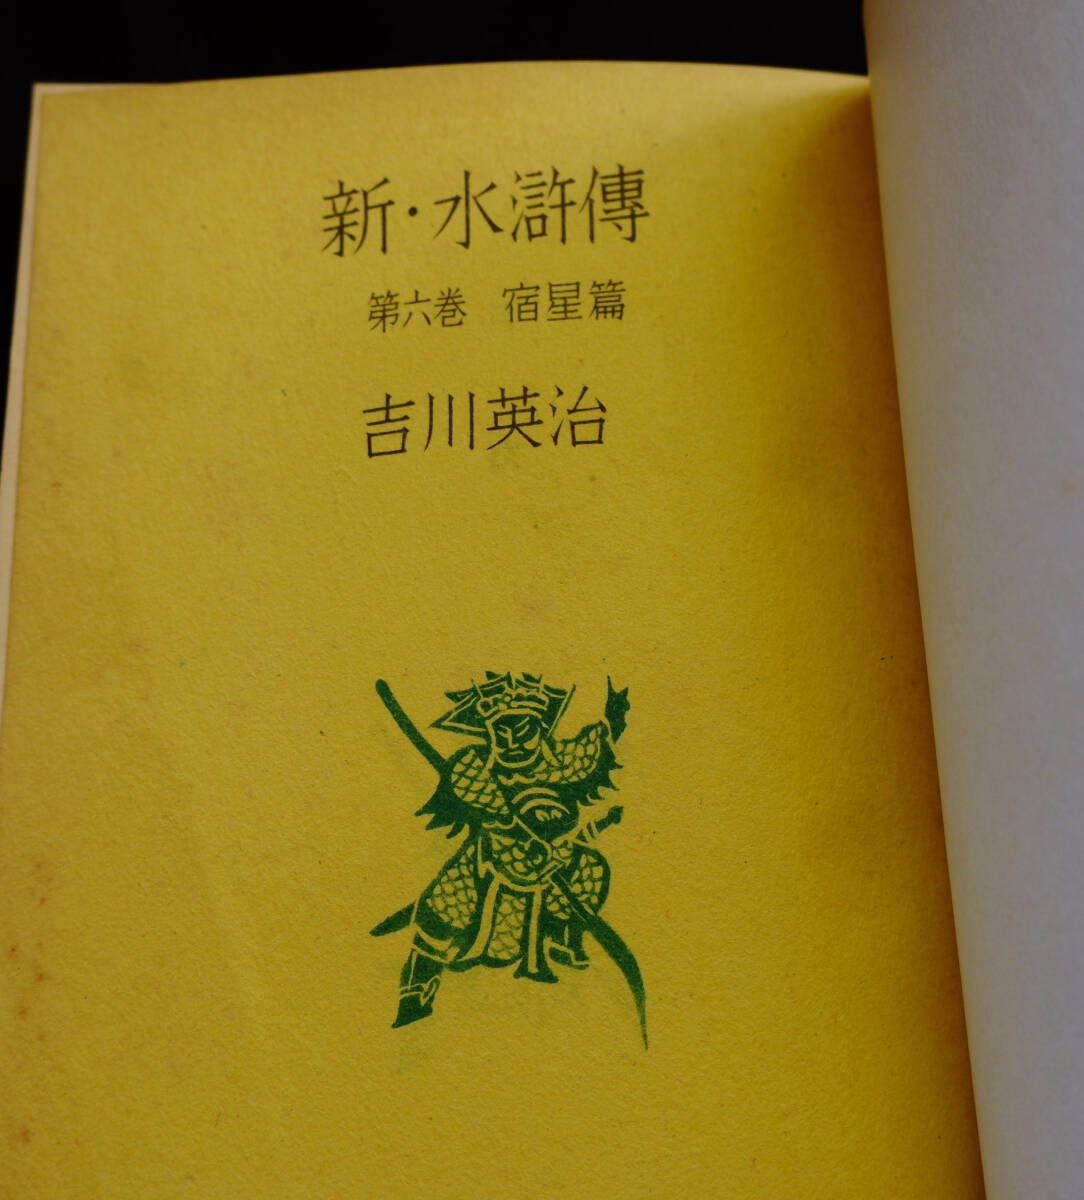 新・水滸傳
第六巻 宿星篇
吉川英治